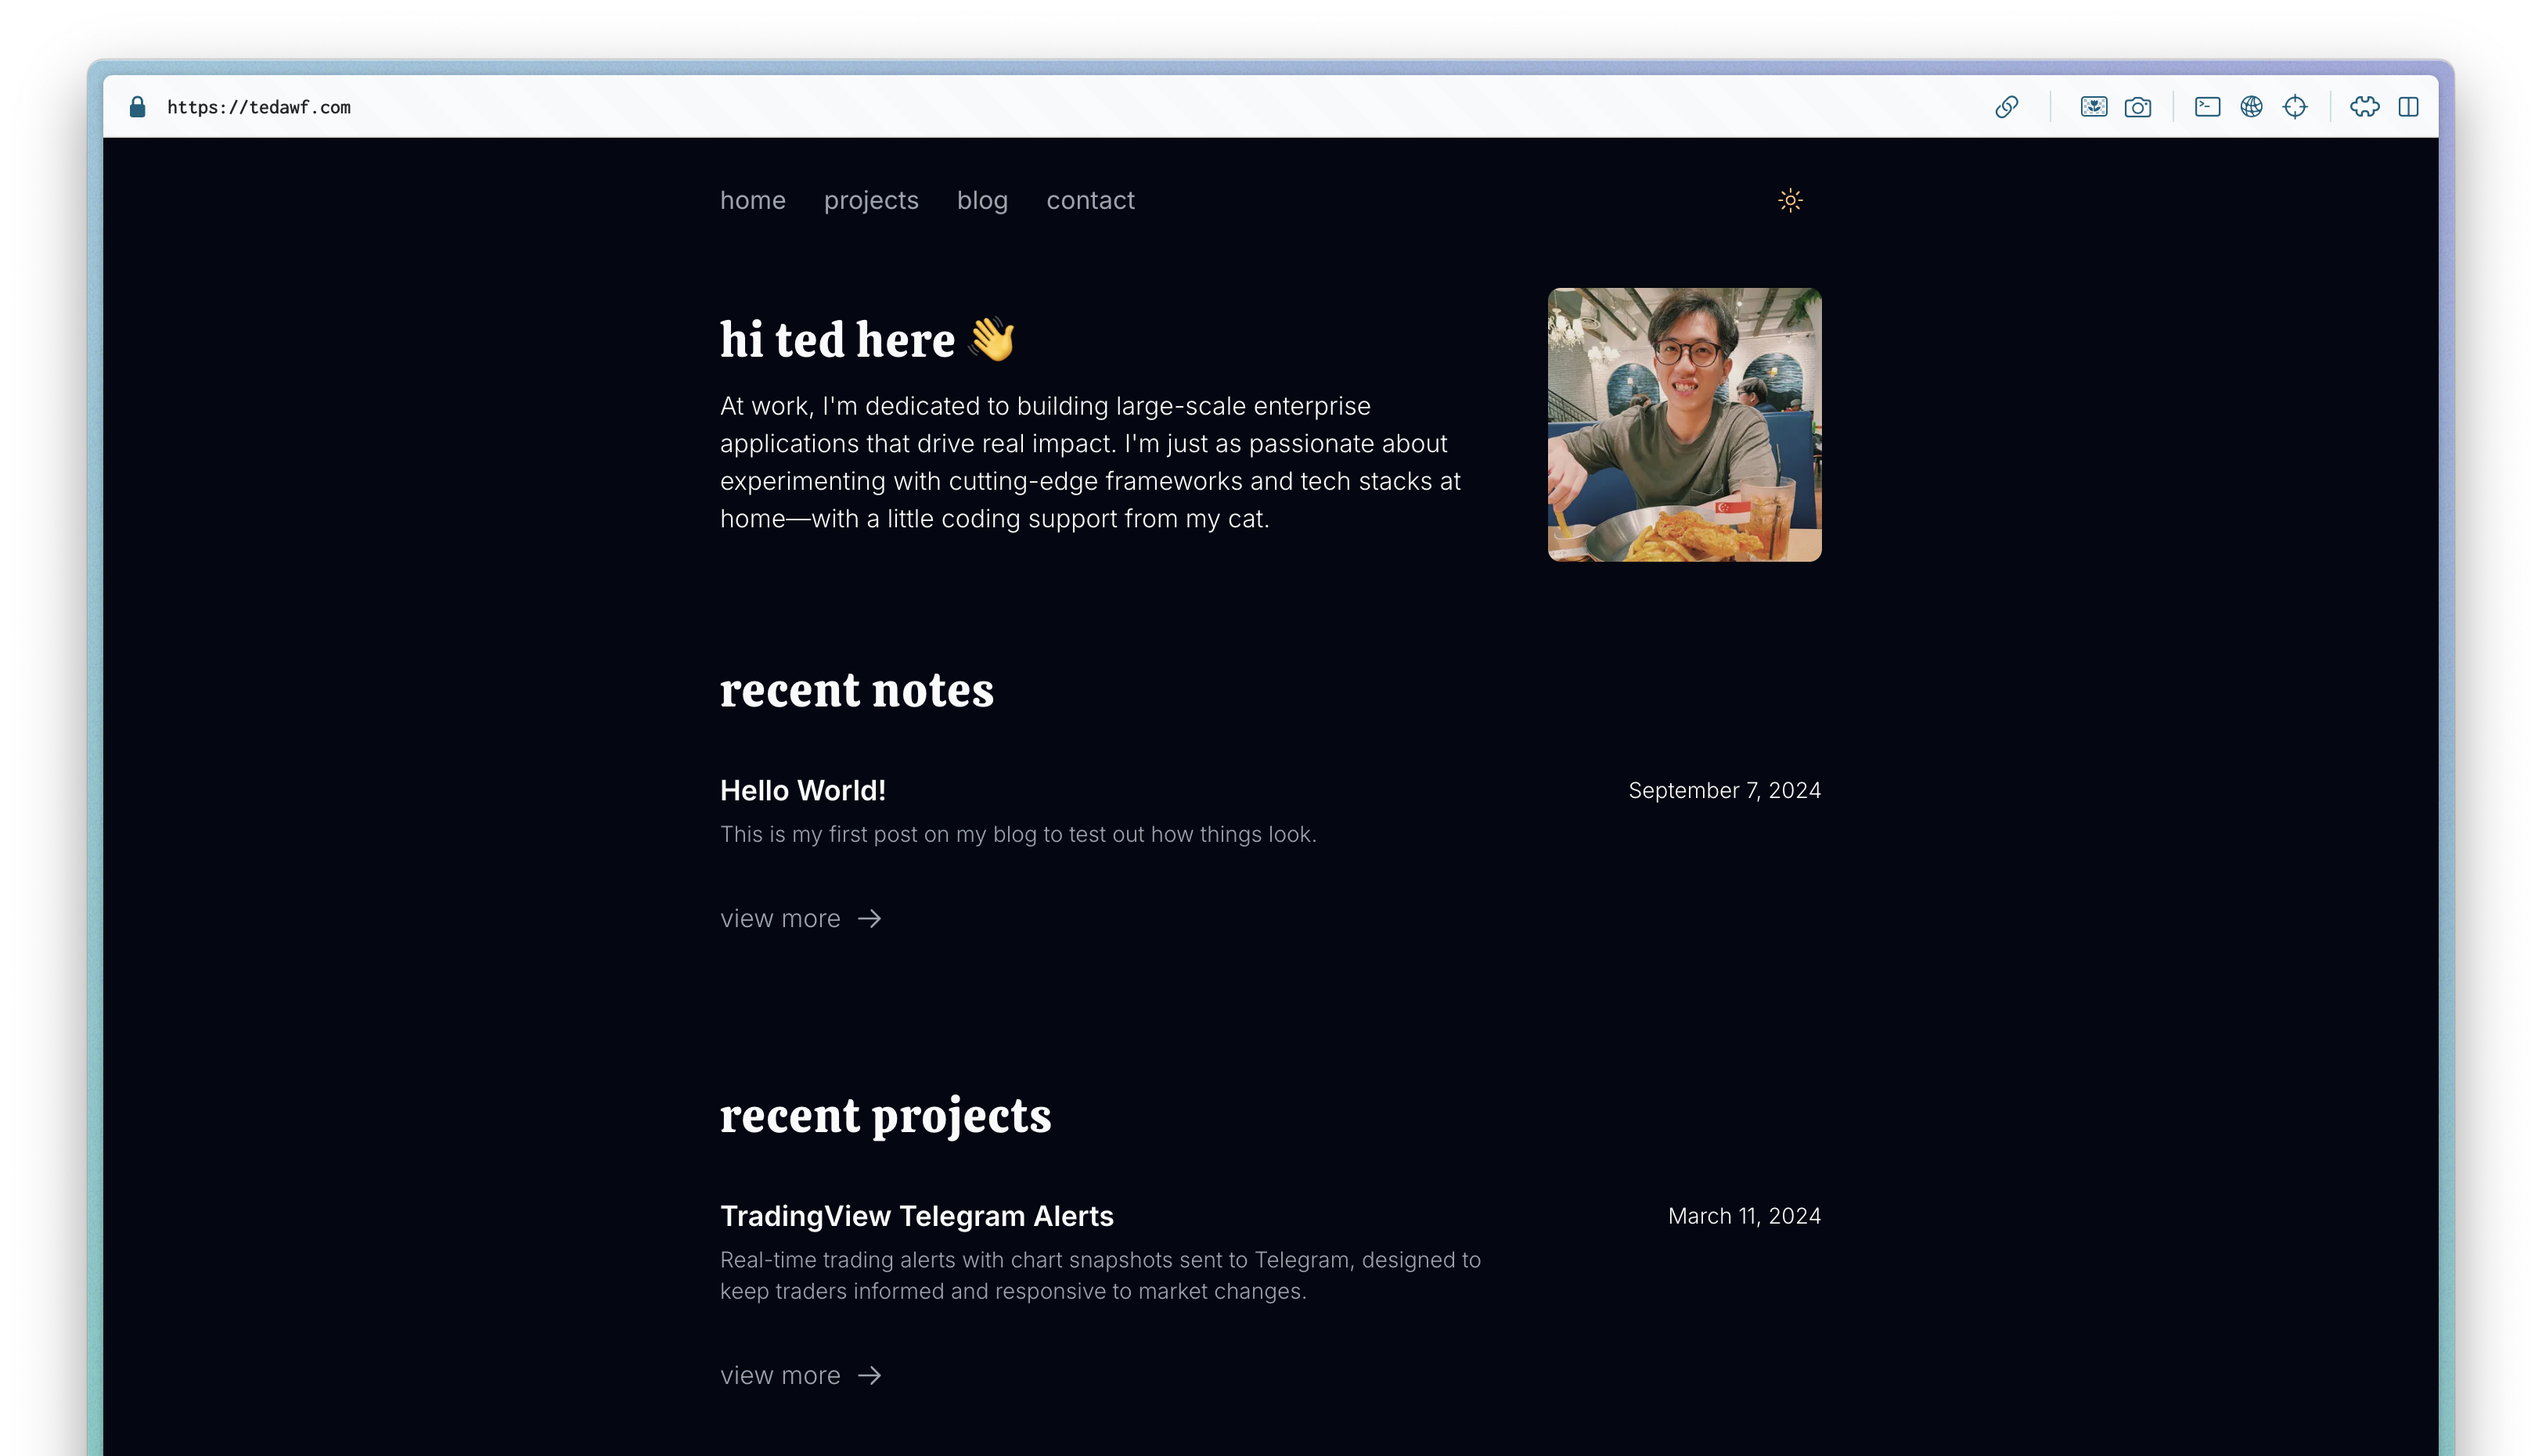 https://tedawf.com
home projects blog contact
hi ted here 👋
At work, I'm dedicated to building large-scale enterprise
applications that drive real impact. I'm just as passionate about
experimenting with cutting-edge frameworks and tech stacks at
home—with a little coding support from my cat.
recent notes
Hello World! September 7, 2024
This is my first post on my blog to test out how things look.
view more →
recent projects
TradingView Telegram Alerts March 11, 2024
Real-time trading alerts with chart snapshots sent to Telegram, designed to
keep traders informed and responsive to market changes.
view more →